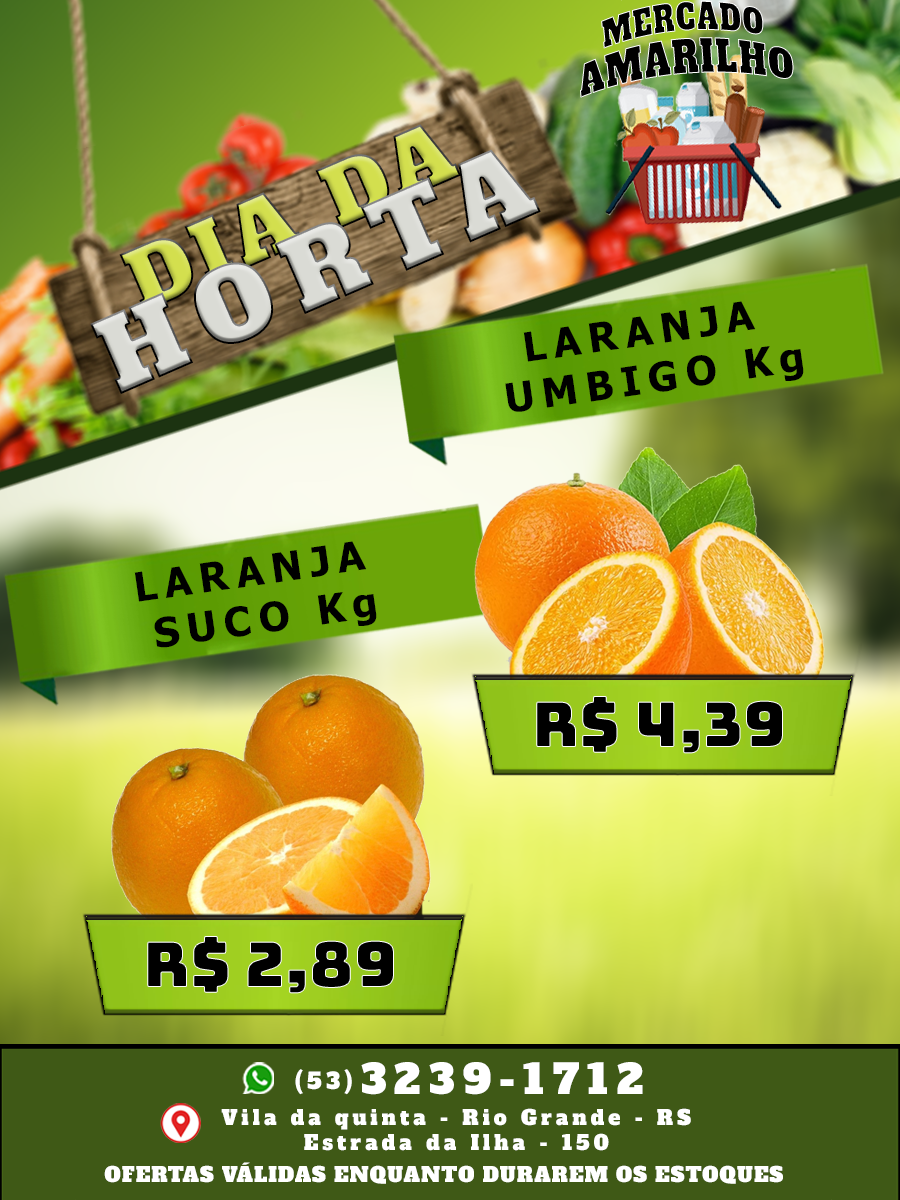 MERCADO
AMARILHO
DIA DA
HORTA
LARANJA
UMBIGO Kg
LARANJA
SUCO Kg
R$ 4,39
R$ 2,89
(53) 3239-1712
Vila da quinta - Rio Grande - RS
Estrada da Ilha - 150
OFERTAS VÁLIDAS ENQUANTO DURAREM OS ESTOQUES